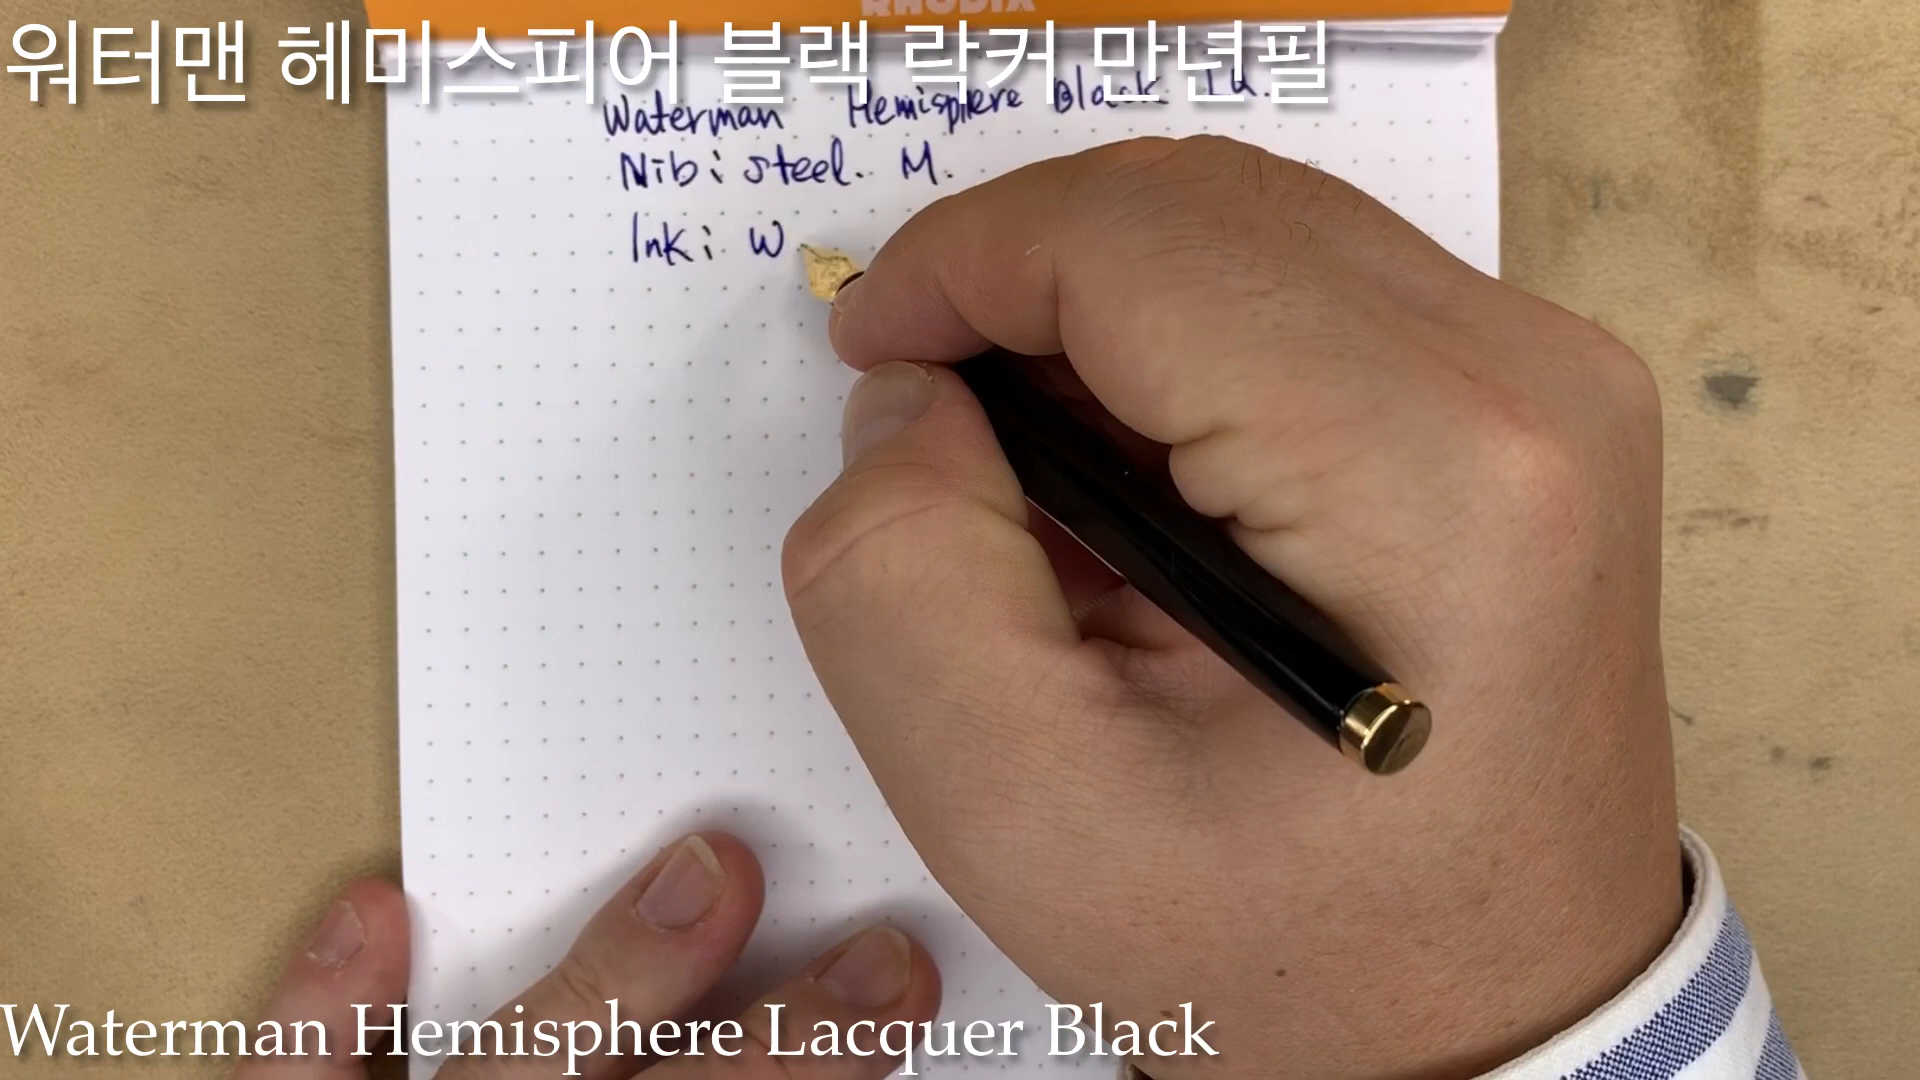 RHODIA
워터맨 헤미스피어 블랙 락커 만년필
Waterman Hemisphere Black
Nib: steel. M.
Ink: W
Waterman Hemisphere Lacquer Black